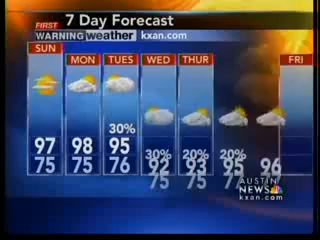 FIRST 7 Day Forecast
WARNING weather kxan.com
SUN MON TUES WED THUR FRI
30%
97 98 95
75 75 76
30% 20% 20%
92 93 95 96
75 75
AUSTIN
NEWS
kxan.com